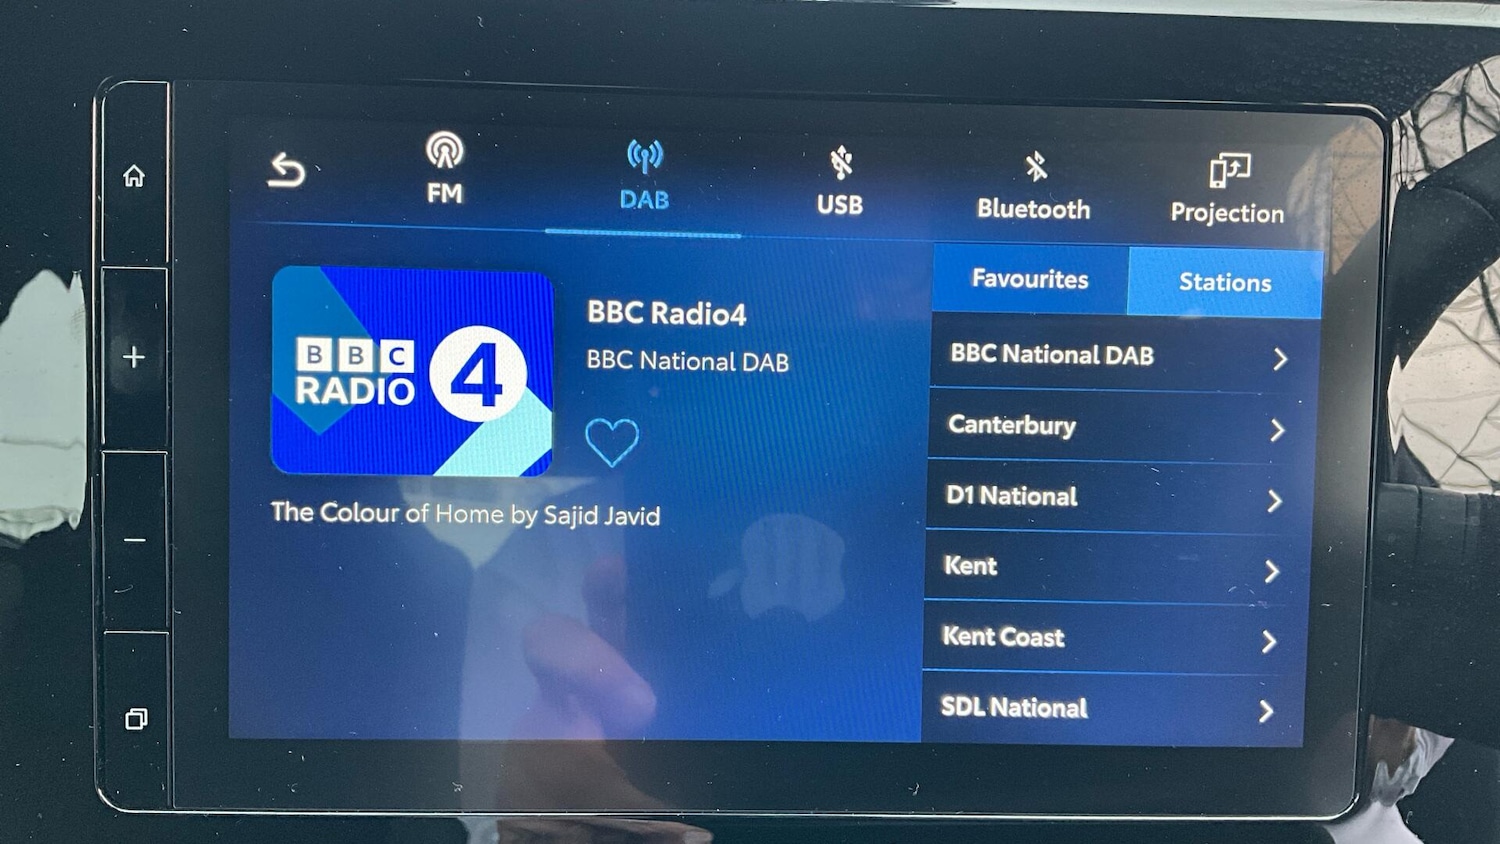 FM
DAB
USB
Bluetooth
Projection
Favourites
Stations
BBC
RADIO 4
BBC Radio4
BBC National DAB
The Colour of Home by Sajid Javid
BBC National DAB
Canterbury
D1 National
Kent
Kent Coast
SDL National